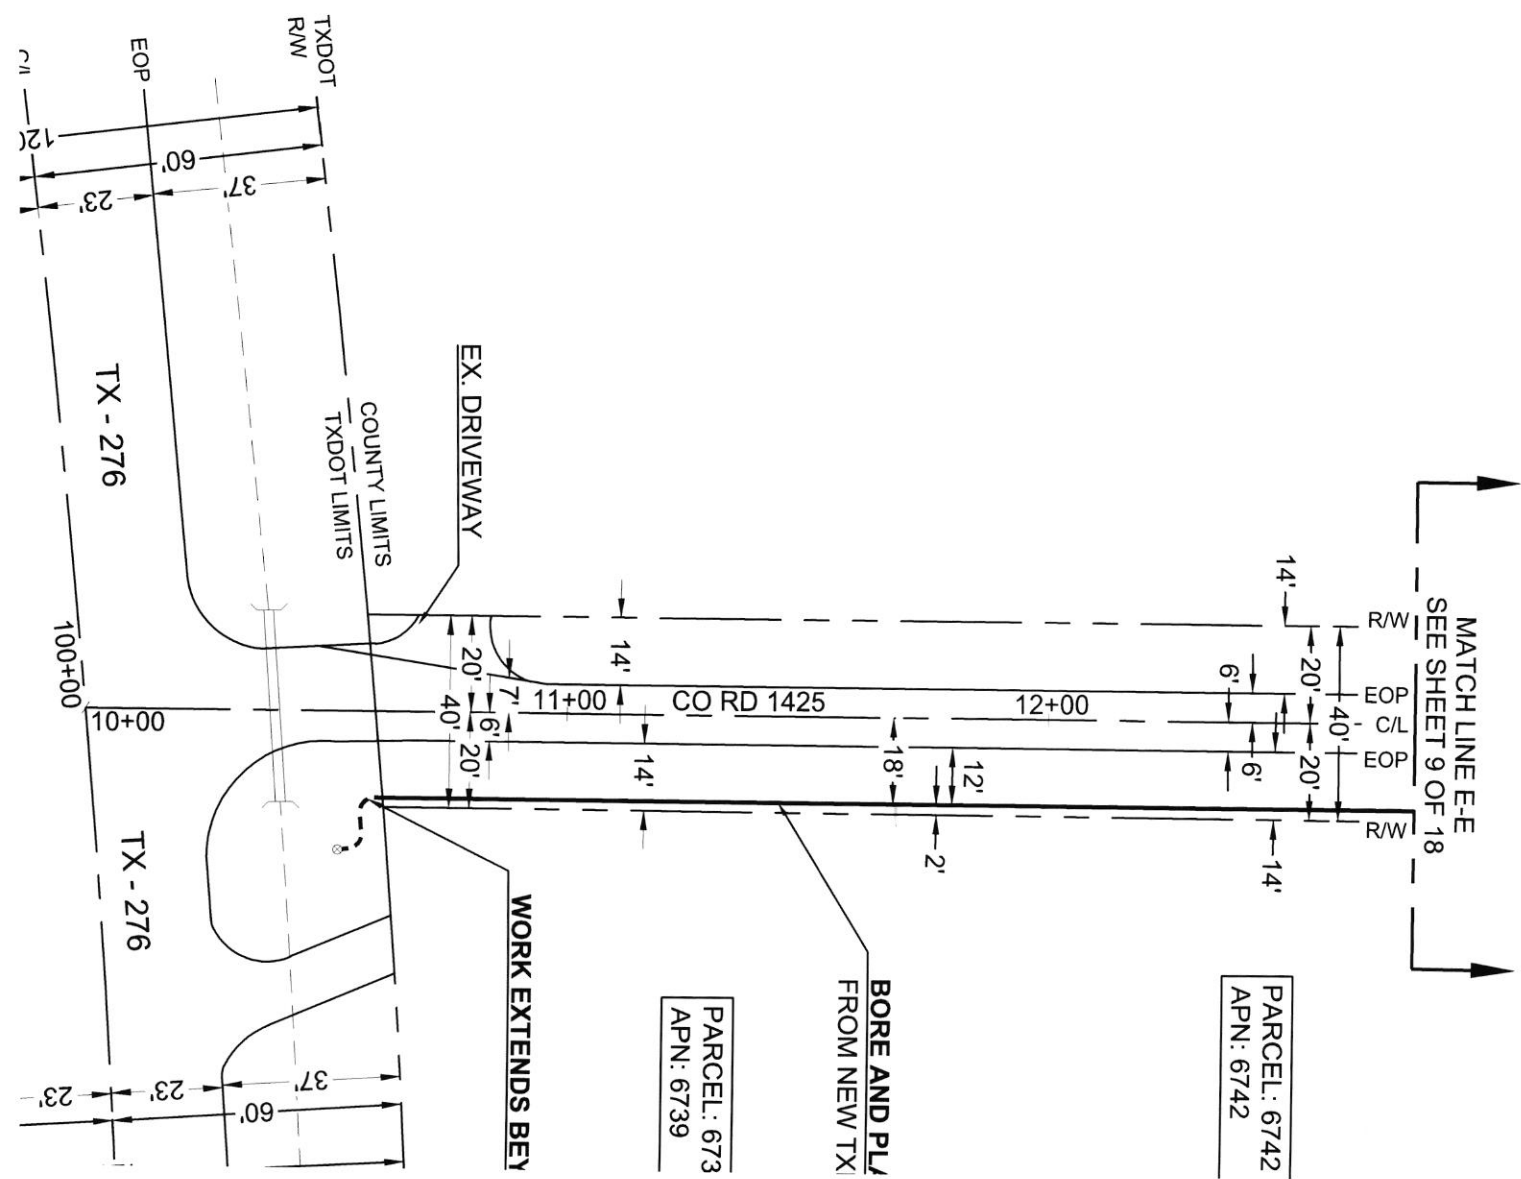 TXDOT
R/W
EOP
C/L
60'
37'
23'
TX - 276
COUNTY LIMITS
TXDOT LIMITS
EX. DRIVEWAY
100+00
10+00
20'
40'
20'
6'
7'
11+00
14'
14'
CO RD 1425
18'
12'
2'
12+00
14'
6'
6'
20'
40'
20'
14'
R/W
EOP
C/L
EOP
R/W
MATCH LINE E-E
SEE SHEET 9 OF 18
TX - 276
WORK EXTENDS BEY
BORE AND PLA
FROM NEW TX
PARCEL: 673
APN: 6739
PARCEL: 6742
APN: 6742
37'
23'
23'
60'